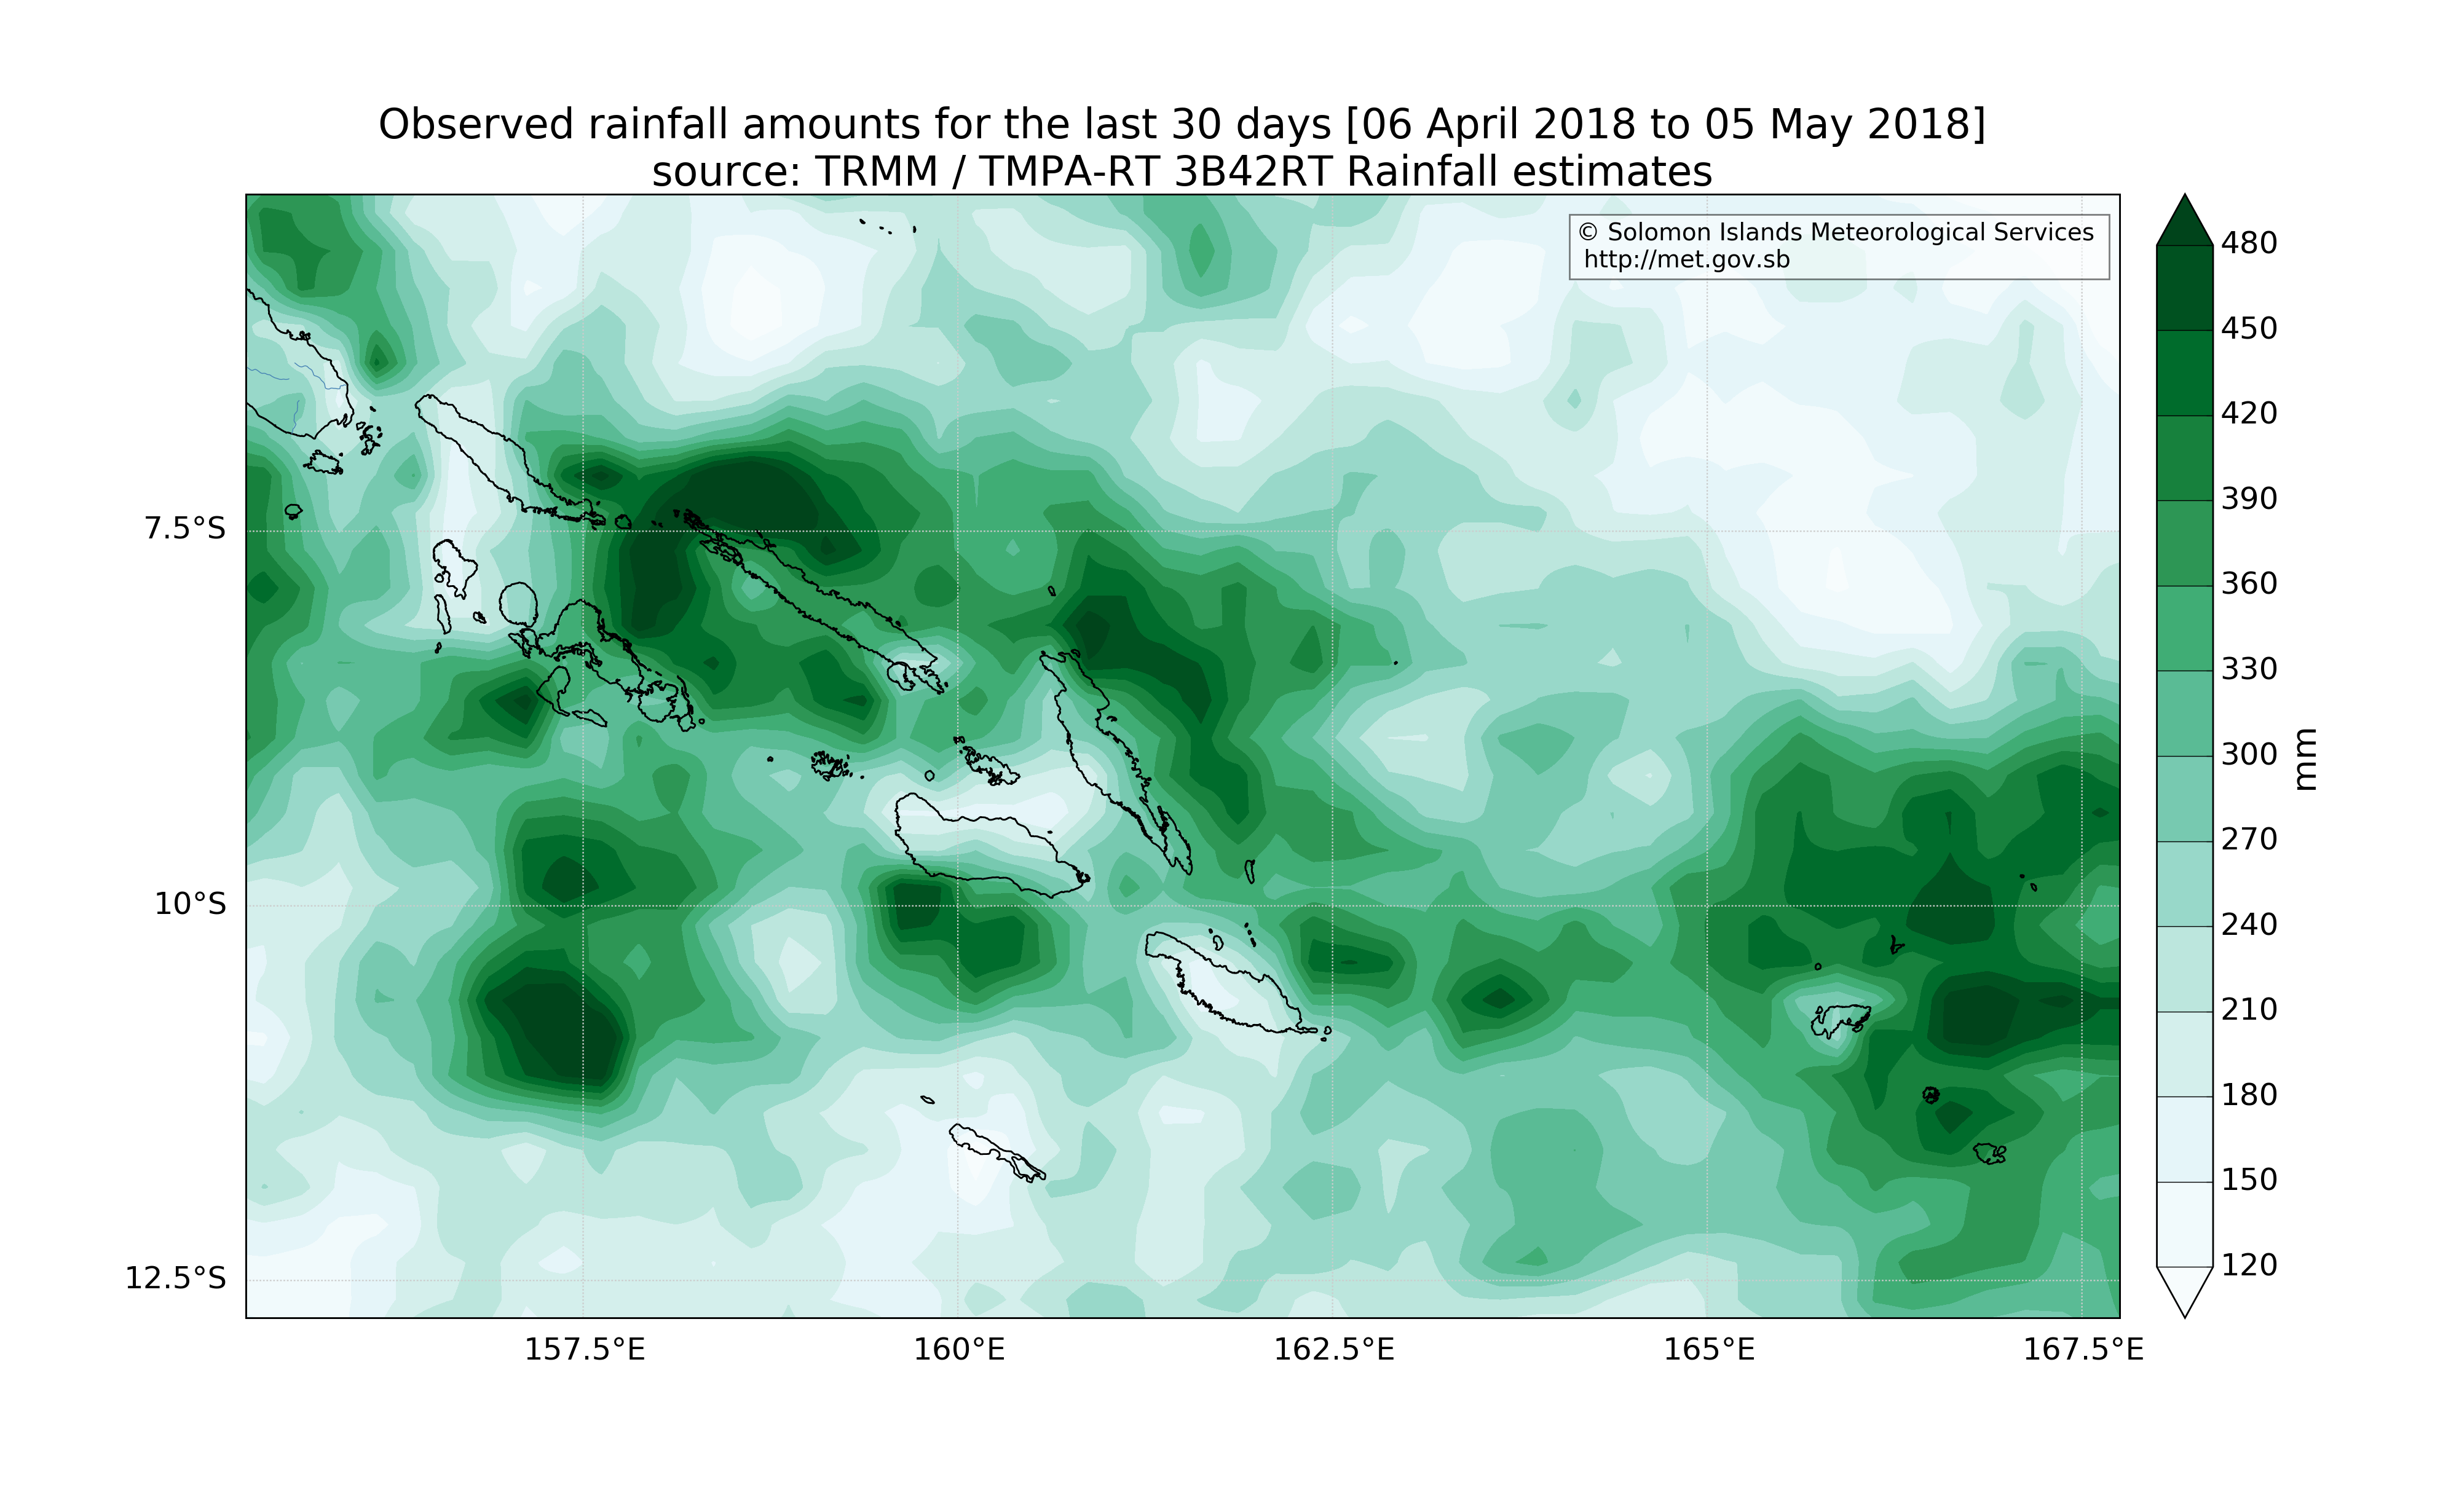 Observed rainfall amounts for the last 30 days [06 April 2018 to 05 May 2018]
source: TRMM / TMPA-RT 3B42RT Rainfall estimates
© Solomon Islands Meteorological Services
http://met.gov.sb
7.5°S
10°S
12.5°S
157.5°E
160°E
162.5°E
165°E
167.5°E
480
450
420
390
360
330
300
270
240
210
180
150
120
mm